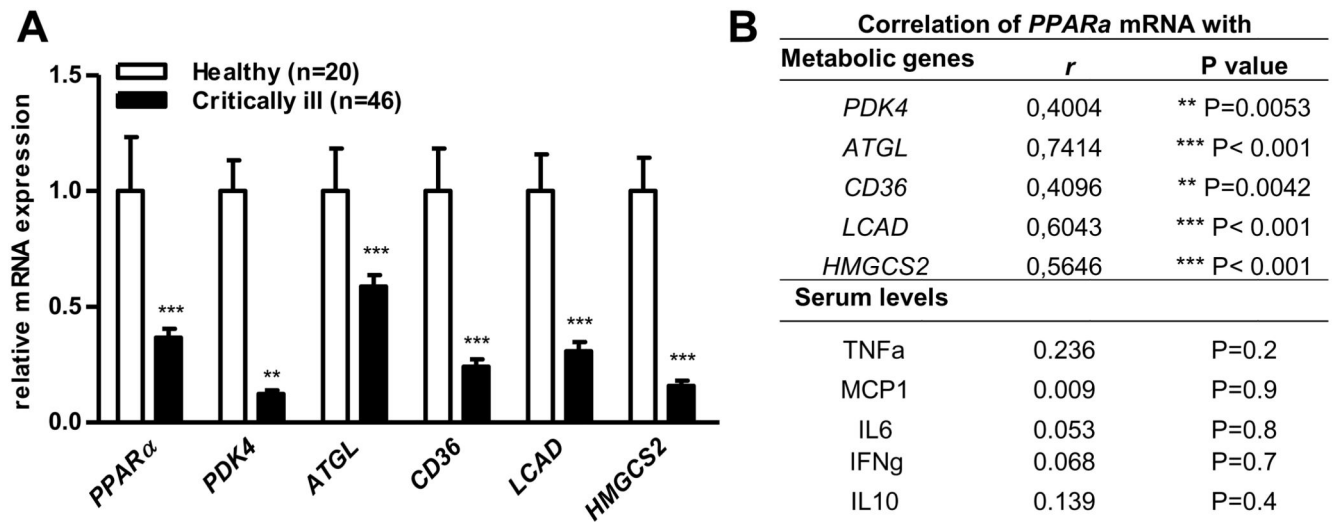 A
Healthy (n=20)
Critically ill (n=46)
relative mRNA expression
1.5
1.0
0.5
0.0
***
**
***
***
***
***
PPARα
PDK4
ATGL
CD36
LCAD
HMGCS2
B
Correlation of PPARa mRNA with
Metabolic genes r P value
PDK4 0,4004 ** P=0.0053
ATGL 0,7414 *** P< 0.001
CD36 0,4096 ** P=0.0042
LCAD 0,6043 *** P< 0.001
HMGCS2 0,5646 *** P< 0.001
Serum levels
TNFa 0.236 P=0.2
MCP1 0.009 P=0.9
IL6 0.053 P=0.8
IFNg 0.068 P=0.7
IL10 0.139 P=0.4